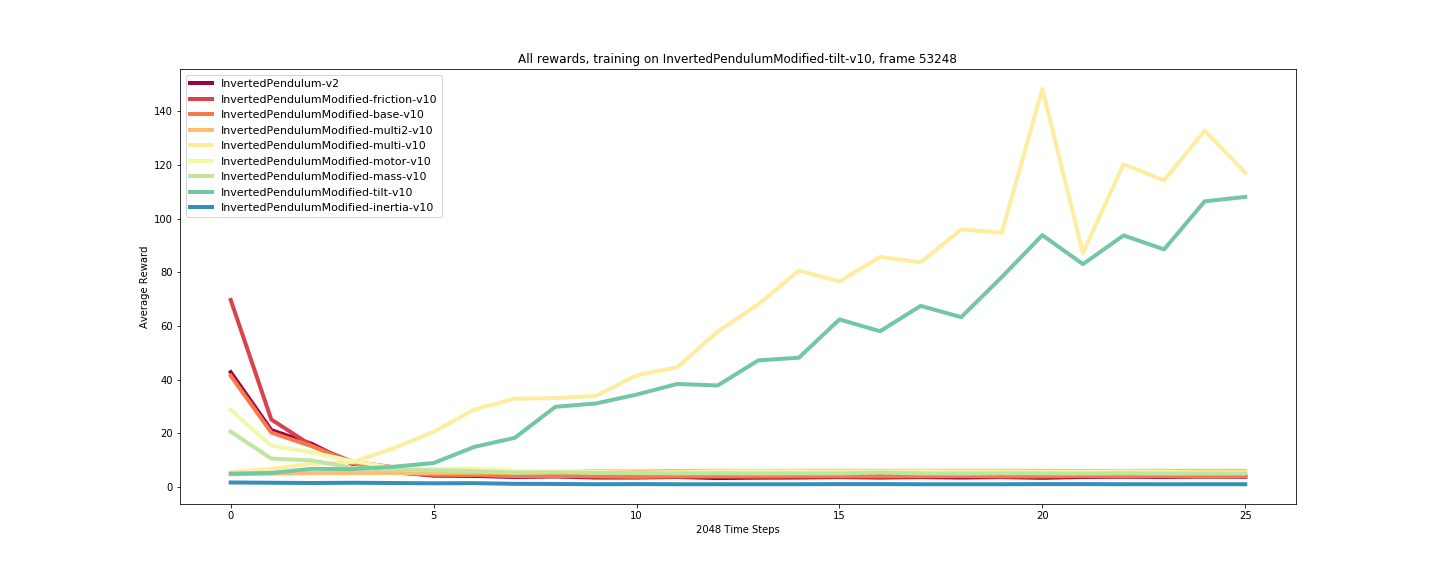 All rewards, training on InvertedPendulumModified-tilt-v10, frame 53248
InvertedPendulum-v2
InvertedPendulumModified-friction-v10
InvertedPendulumModified-base-v10
InvertedPendulumModified-multi2-v10
InvertedPendulumModified-multi-v10
InvertedPendulumModified-motor-v10
InvertedPendulumModified-mass-v10
InvertedPendulumModified-tilt-v10
InvertedPendulumModified-inertia-v10
Average Reward
140
120
100
80
60
40
20
0
0 5 10 15 20 25
2048 Time Steps